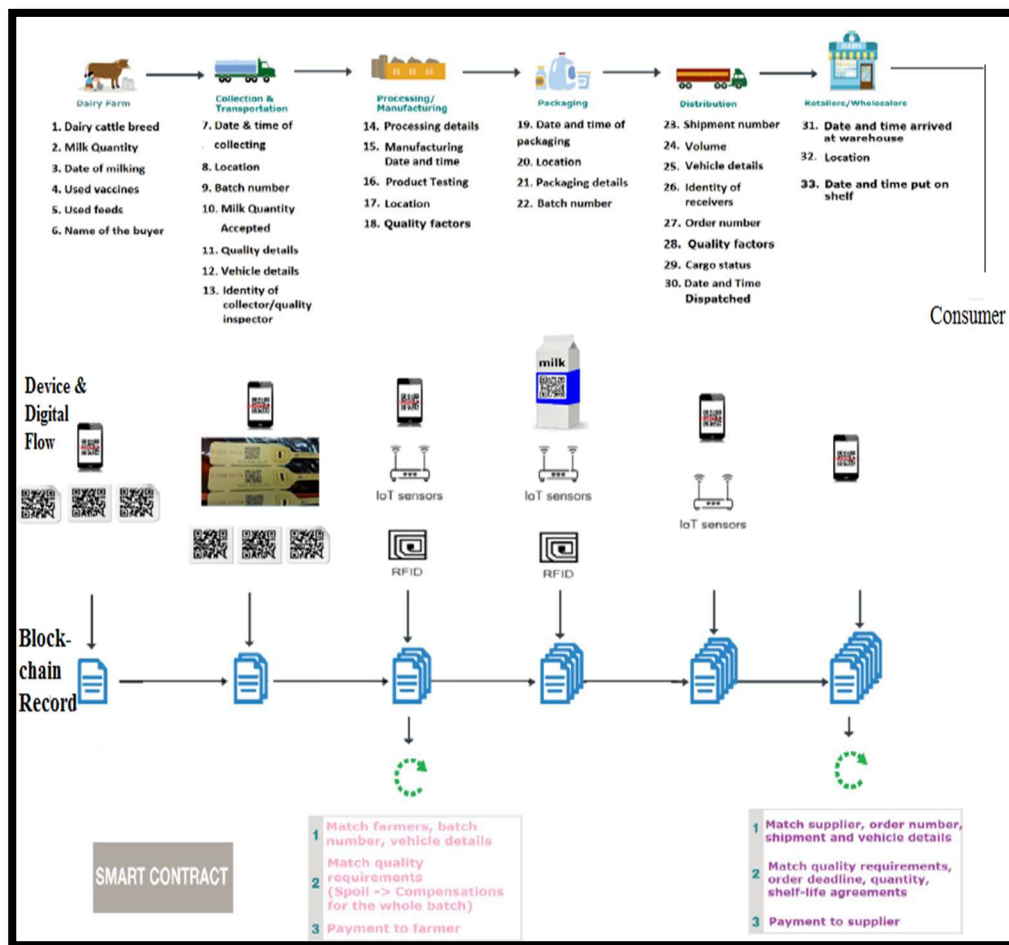 Dairy Farm
1. Dairy cattle breed
2. Milk Quantity
3. Date of milking
4. Used vaccines
5. Used feeds
6. Name of the buyer
Collection &
Transportation
7. Date & time of
collecting
8. Location
9. Batch number
10. Milk Quantity
Accepted
11. Quality details
12. Vehicle details
13. Identity of
collector/quality
inspector
Processing/
Manufacturing
14. Processing details
15. Manufacturing
Date and time
16. Product Testing
17. Location
18. Quality factors
Packaging
19. Date and time of
packaging
20. Location
21. Packaging details
22. Batch number
Distribution
23. Shipment number
24. Volume
25. Vehicle details
26. Identity of
receivers
27. Order number
28. Quality factors
29. Cargo status
30. Date and Time
Dispatched
Retailers/Wholesalers
31. Date and time arrived
at warehouse
32. Location
33. Date and time put on
shelf
Consumer
Device &
Digital
Flow
milk
IoT sensors
IoT sensors
IoT sensors
RFID
RFID
Block-
chain
Record
SMART CONTRACT
1 Match farmers, batch
number, vehicle details
2 Match quality
requirements
(Spoil -> Compensations
for the whole batch)
3 Payment to farmer
1 Match supplier, order number,
shipment and vehicle details
2 Match quality requirements,
order deadline, quantity,
shelf-life agreements
3 Payment to supplier